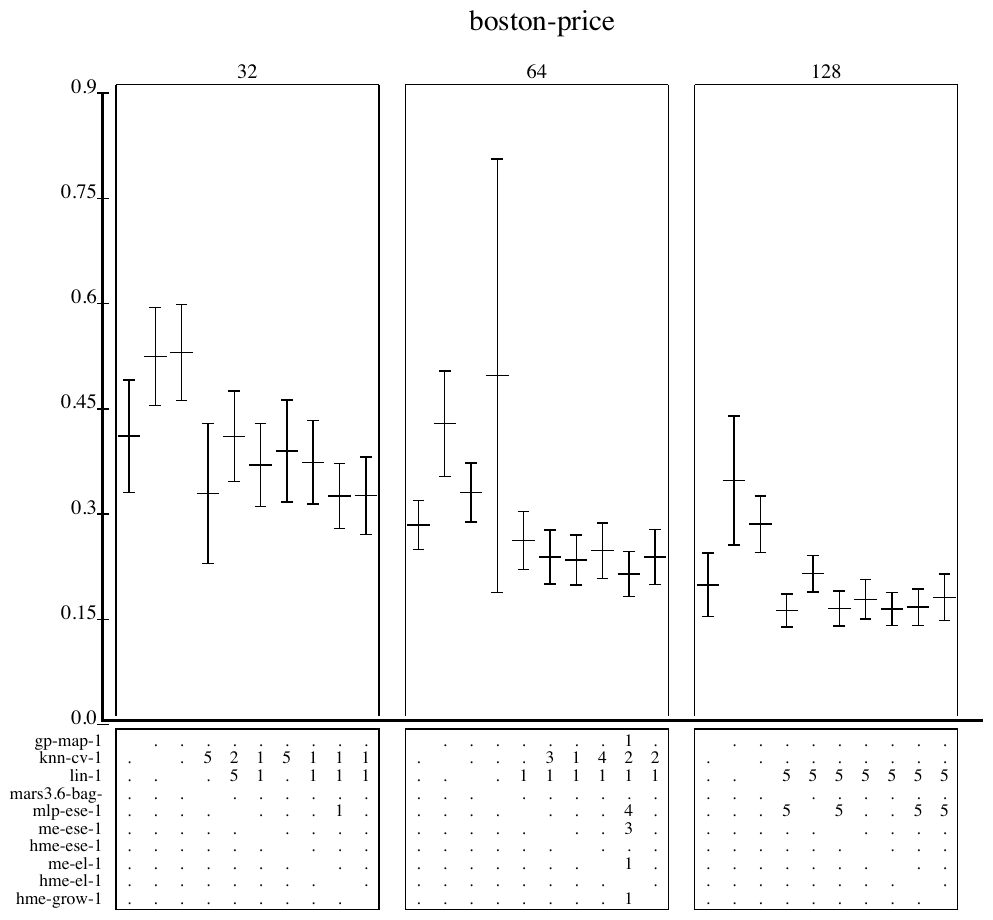 boston-price
32 64 128
0.9
0.75
0.6
0.45
0.3
0.15
0.0
gp-map-1 . . . . . . . . . . . . . . . . 1 . . . . . . . . . .
knn-cv-1 . . 5 2 1 5 1 1 1 . . . . 3 1 4 2 2 . . . . . . . . .
lin-1 . . . 5 1 . 1 1 1 . . . 1 1 1 1 1 1 . . 5 5 5 5 5 5 5
mars3.6-bag- . . . . . . . . . . . . . . . . . . . . . . . . . . .
mlp-ese-1 . . . . . . . 1 . . . . . . . . 4 . . . . 5 5 . . 5 5
me-ese-1 . . . . . . . . . . . . . . . . 3 . . . . . . . . . .
hme-ese-1 . . . . . . . . . . . . . . . . . . . . . . . . . . .
me-el-1 . . . . . . . . . . . . . . . . 1 . . . . . . . . . .
hme-el-1 . . . . . . . . . . . . . . . . . . . . . . . . . . .
hme-grow-1 . . . . . . . . . . . . . . . . . 1 . . . . . . . . .